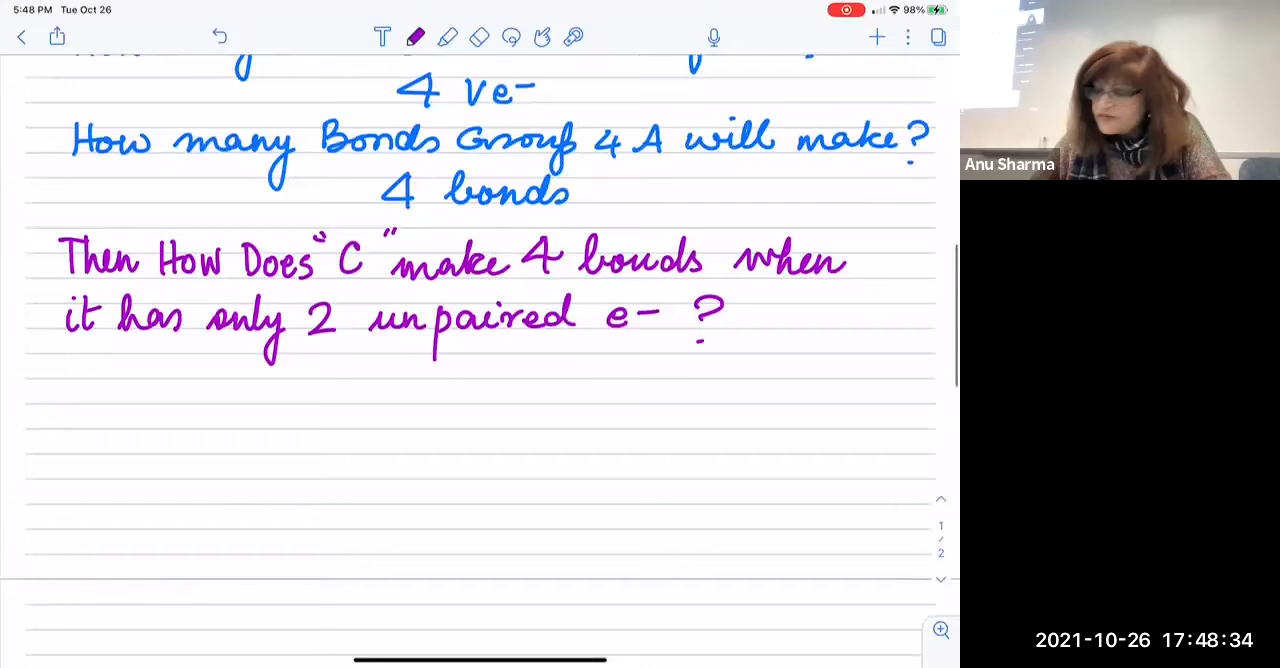 5:48 PM Tue Oct 26
98%
4 Ve-
How many Bonds Group 4 A will make?
4 bonds
Then How Does "C" make 4 bonds when
it has only 2 unpaired e- ?
Anu Sharma
1
/
2
2021-10-26 17:48:34